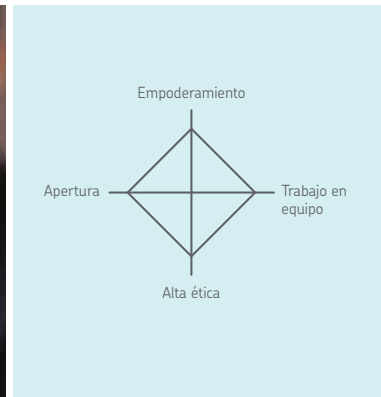 Empoderamiento
Apertura
Trabajo en
equipo
Alta ética